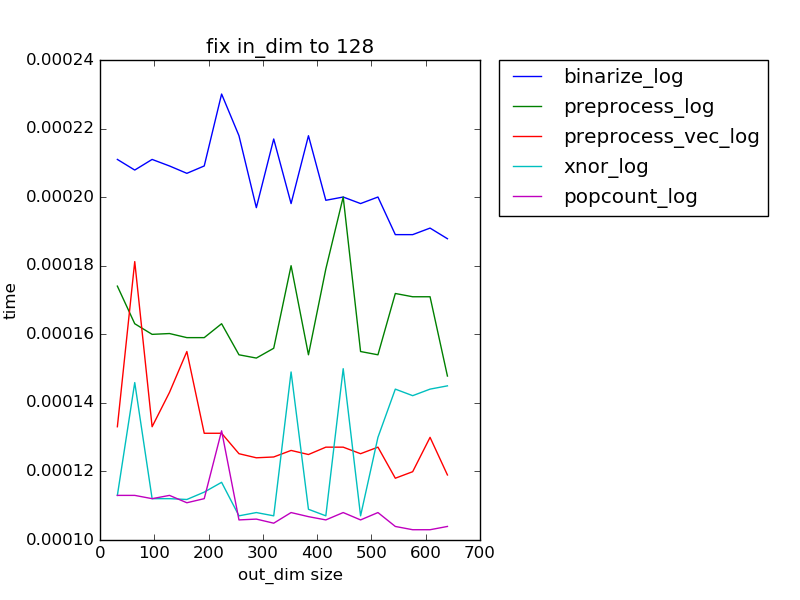 fix in_dim to 128
0.00024
0.00022
0.00020
0.00018
0.00016
0.00014
0.00012
0.00010
time
0 100 200 300 400 500 600 700
out_dim size
binarize_log
preprocess_log
preprocess_vec_log
xnor_log
popcount_log